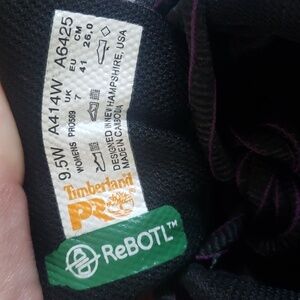 9.5W A414W A6425
WOMENS UK EU CM
PRO589 7 41 26.0
DESIGNED IN NEW HAMPSHIRE, USA
MADE IN CAMBODIA
Timberland
PRO
ReBOTL™